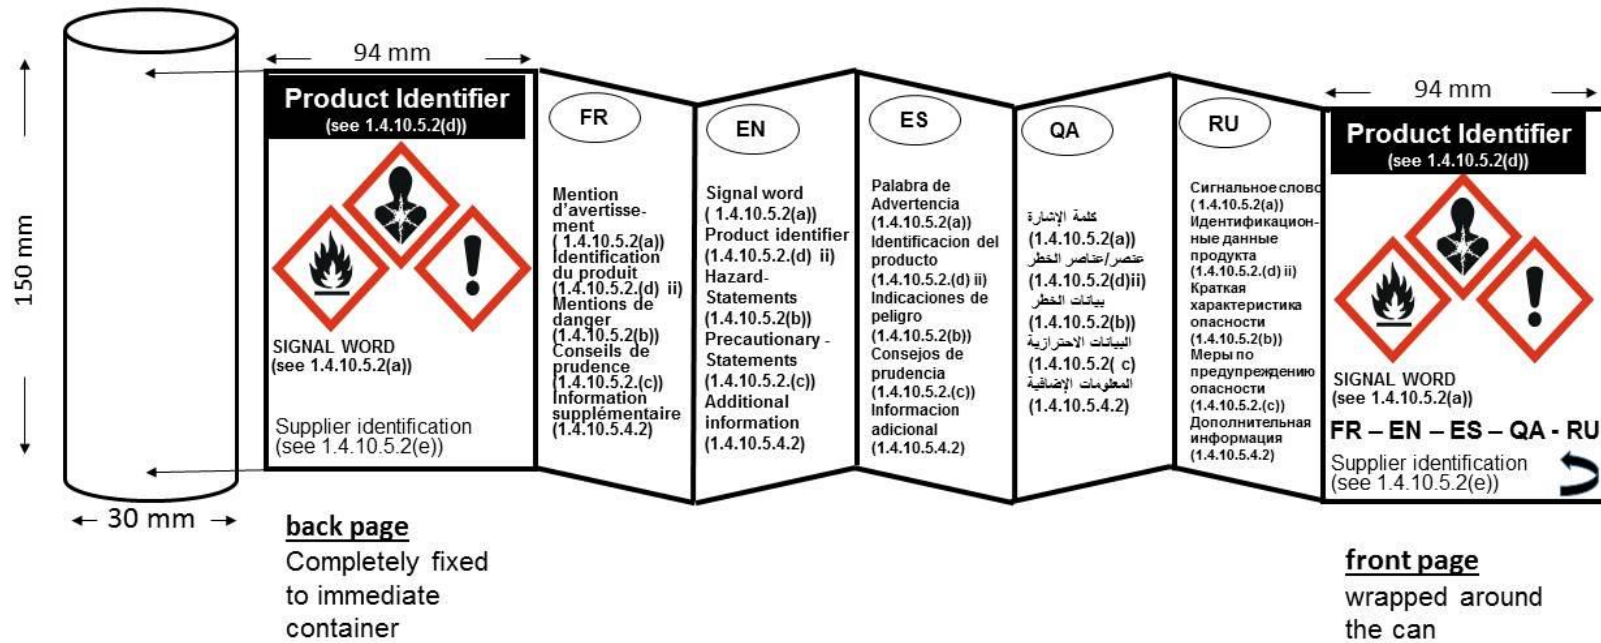 94 mm
Product Identifier
(see 1.4.10.5.2(d))
SIGNAL WORD
(see 1.4.10.5.2(a))
Supplier identification
(see 1.4.10.5.2(e))
150 mm
30 mm
back page
Completely fixed
to immediate
container
FR
Mention
d'avertisse-
ment
( 1.4.10.5.2(a))
Identification
du produit
(1.4.10.5.2.(d) ii)
Mentions de
danger
(1.4.10.5.2(b))
Conseils de
prudence
(1.4.10.5.2.(c))
Information
supplémentaire
(1.4.10.5.4.2)
EN
Signal word
( 1.4.10.5.2(a))
Product identifier
(1.4.10.5.2.(d) ii)
Hazard-
Statements
(1.4.10.5.2(b))
Precautionary -
Statements
(1.4.10.5.2.(c))
Additional
information
(1.4.10.5.4.2)
ES
Palabra de
Advertencia
(1.4.10.5.2(a))
Identificacion del
producto
(1.4.10.5.2.(d) ii)
Indicaciones de
peligro
(1.4.10.5.2(b))
Consejos de
prudencia
(1.4.10.5.2.(c))
Informacion
adicional
(1.4.10.5.4.2)
QA
كلمة الإشارة
(1.4.10.5.2(a))
عنصر/عناصر الخطر
(1.4.10.5.2(d)ii)
بيانات الخطر
(1.4.10.5.2(b))
البيانات الاحترازية
(1.4.10.5.2( c)
المعلومات الإضافية
(1.4.10.5.4.2)
RU
Сигнальное слово
( 1.4.10.5.2(a))
Идентификацион-
ные данные
продукта
(1.4.10.5.2.(d) ii)
Краткая
характеристика
опасности
(1.4.10.5.2(b))
Меры по
предупреждению
опасности
(1.4.10.5.2.(c))
Дополнительная
информация
(1.4.10.5.4.2)
94 mm
Product Identifier
(see 1.4.10.5.2(d))
SIGNAL WORD
(see 1.4.10.5.2(a))
FR – EN – ES – QA - RU
Supplier identification
(see 1.4.10.5.2(e))
front page
wrapped around
the can